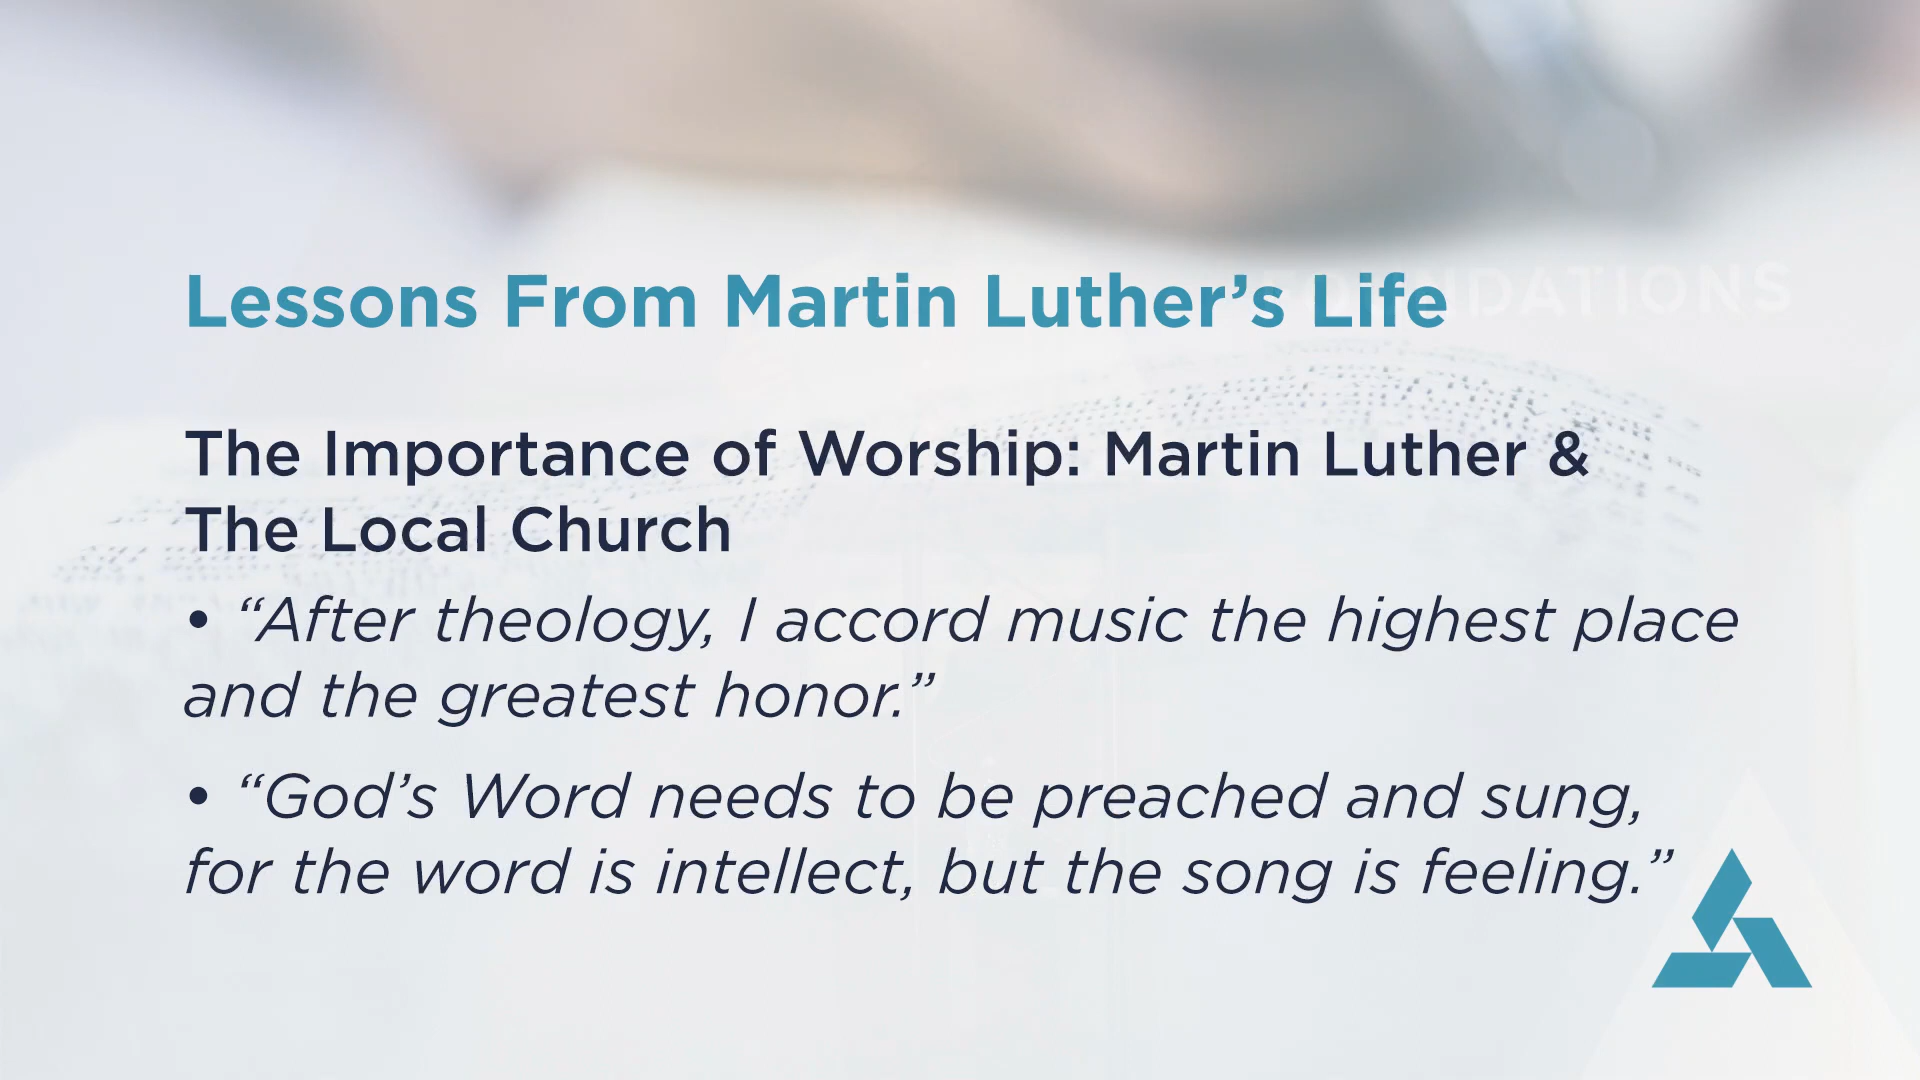 Lessons From Martin Luther’s Life
FOUNDATIONS
The Importance of Worship: Martin Luther &
The Local Church
• “After theology, I accord music the highest place
and the greatest honor.”
• “God’s Word needs to be preached and sung,
for the word is intellect, but the song is feeling.”